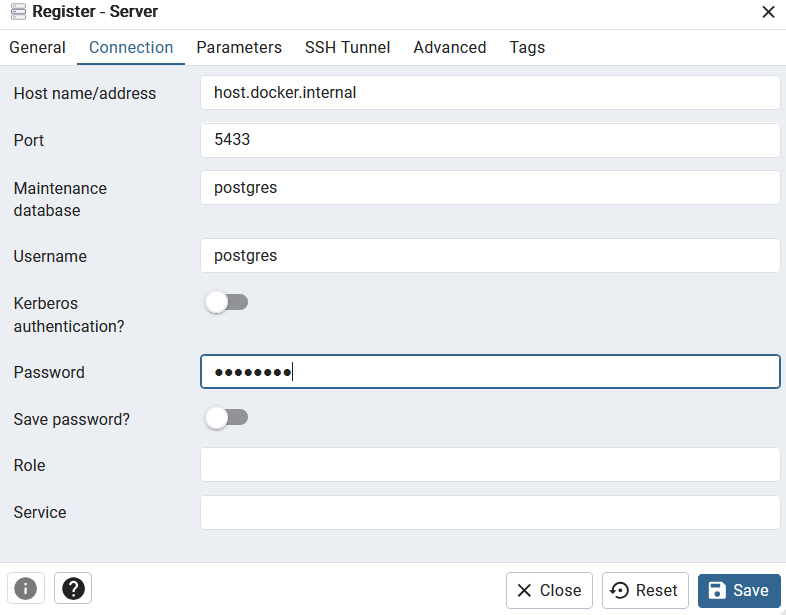 Register - Server
General Connection Parameters SSH Tunnel Advanced Tags
Host name/address host.docker.internal
Port 5433
Maintenance
database postgres
Username postgres
Kerberos
authentication?
Password ●●●●●●●●
Save password?
Role
Service
Close Reset Save